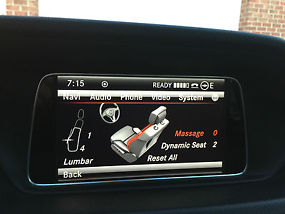 7:15 READY E
Navi Audio Phone Video System
1
4
Massage 0
Dynamic Seat 2
Lumbar Reset All
Back